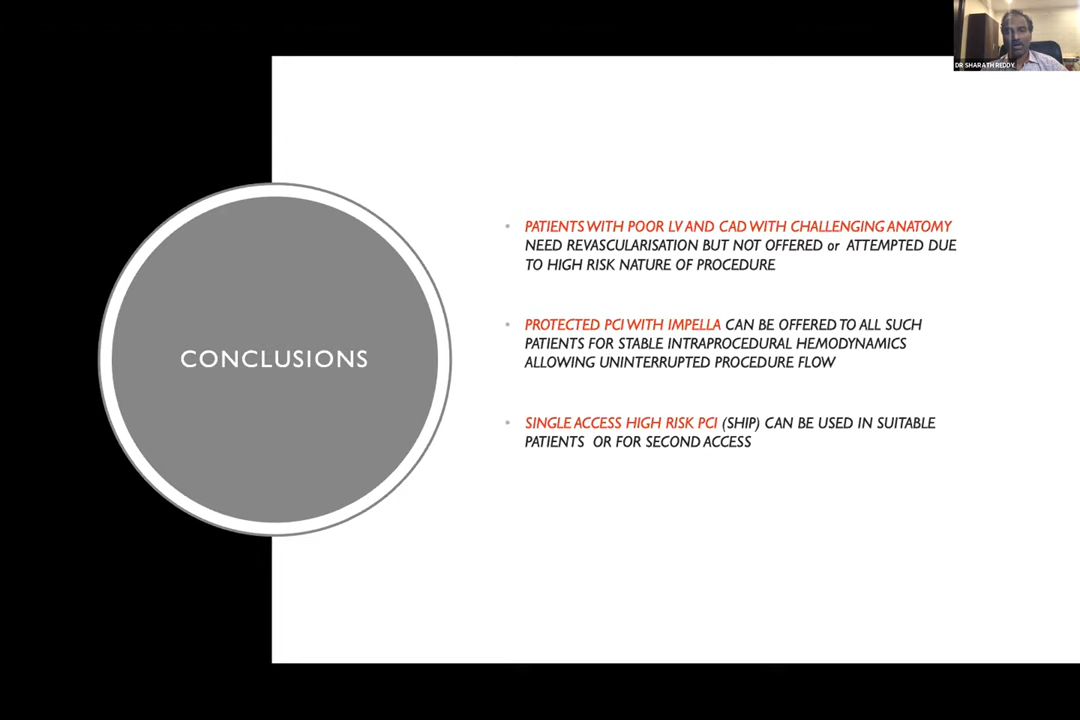 DR SHARATH REDDY.
CONCLUSIONS
PATIENTS WITH POOR LV AND CAD WITH CHALLENGING ANATOMY
NEED REVASCULARISATION BUT NOT OFFERED or ATTEMPTED DUE
TO HIGH RISK NATURE OF PROCEDURE
PROTECTED PCI WITH IMPELLA CAN BE OFFERED TO ALL SUCH
PATIENTS FOR STABLE INTRAPROCEDURAL HEMODYNAMICS
ALLOWING UNINTERRUPTED PROCEDURE FLOW
SINGLE ACCESS HIGH RISK PCI (SHIP) CAN BE USED IN SUITABLE
PATIENTS OR FOR SECOND ACCESS